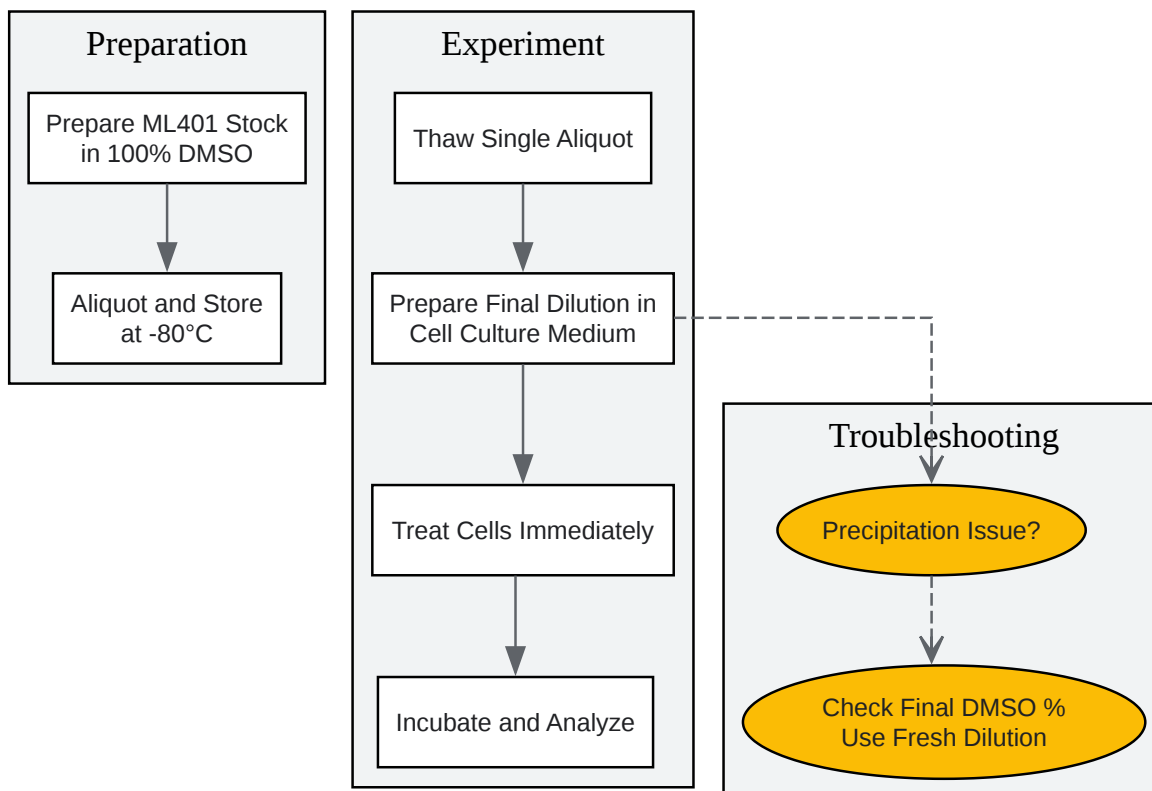 Preparation
Prepare ML401 Stock
in 100% DMSO
Aliquot and Store
at -80°C
Experiment
Thaw Single Aliquot
Prepare Final Dilution in
Cell Culture Medium
Treat Cells Immediately
Incubate and Analyze
Troubleshooting
Precipitation Issue?
Check Final DMSO %
Use Fresh Dilution